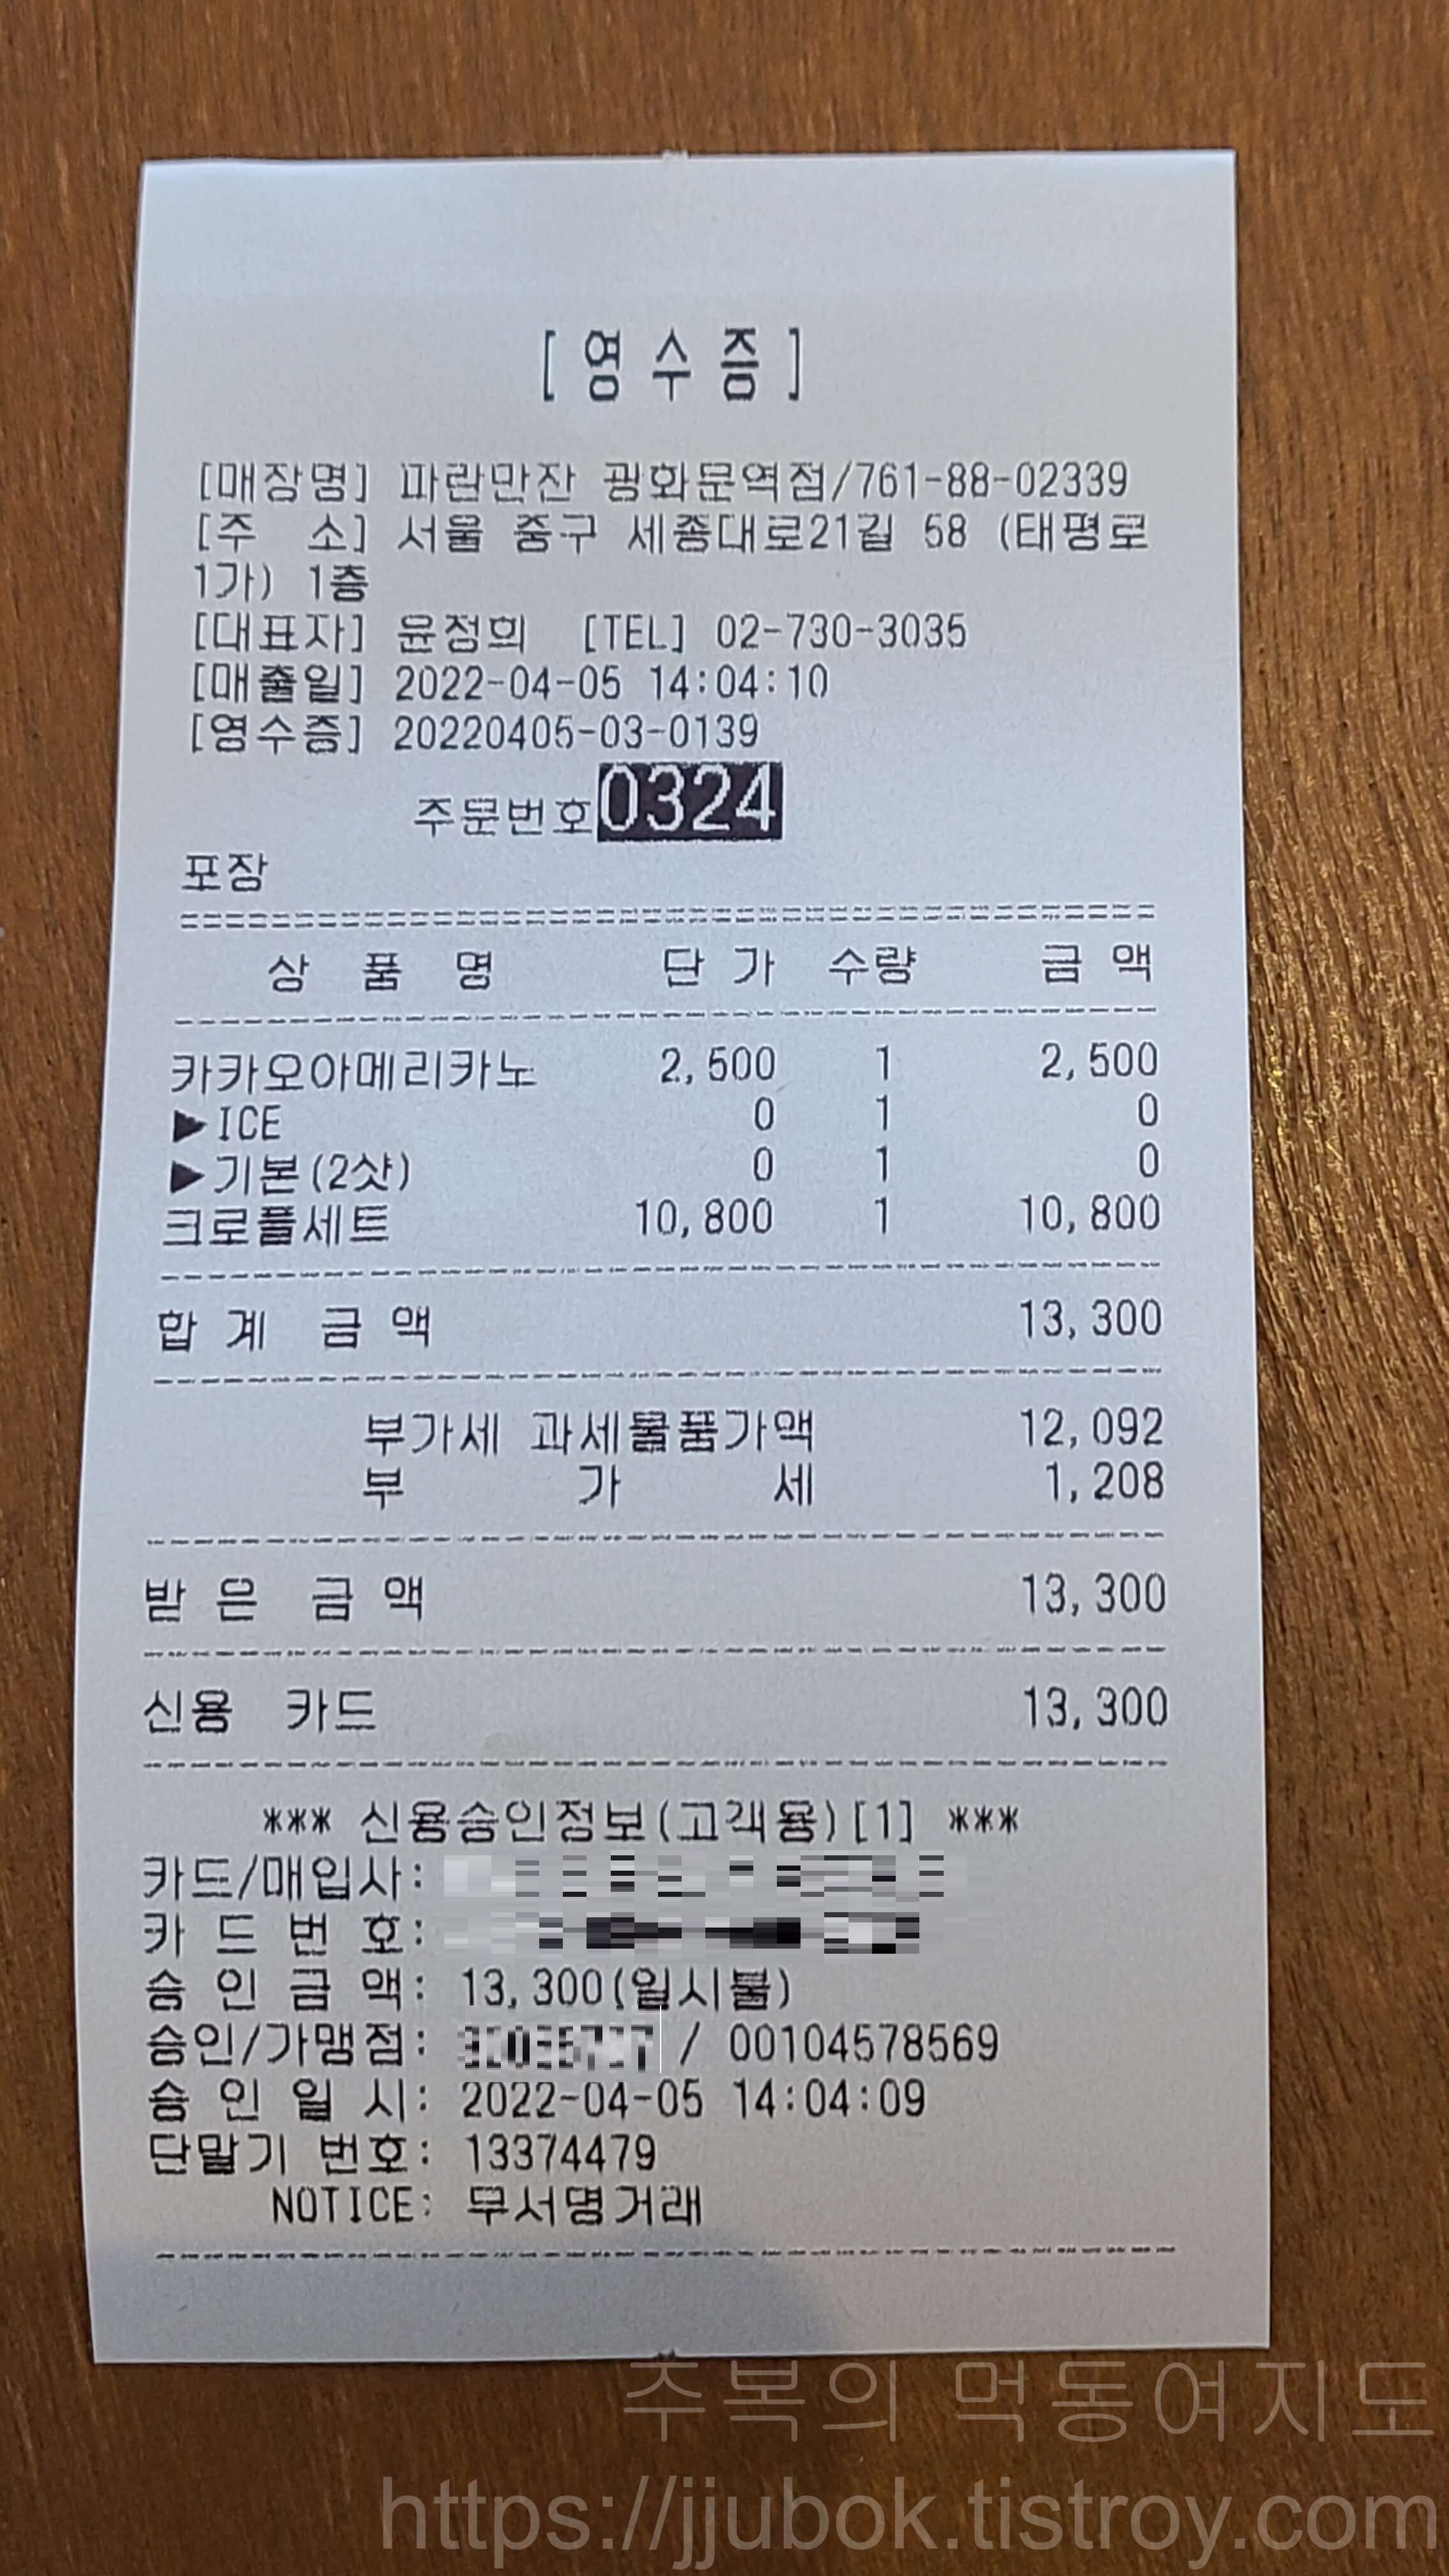 [ 영 수 증 ]
[매장명] 파란만잔 광화문역점/761-88-02339
[주 소] 서울 중구 세종대로21길 58 (태평로
1가) 1층
[대표자] 윤정희 [TEL] 02-730-3035
[매출일] 2022-04-05 14:04:10
[영수증] 20220405-03-0139
주문번호 0324
포장
상 품 명 단 가 수량 금 액
카카오아메리카노 2,500 1 2,500
▶ICE 0 1 0
▶기본(2샷) 0 1 0
크로플세트 10,800 1 10,800
합 계 금 액 13,300
부가세 과세물품가액 12,092
부 가 세 1,208
받 은 금 액 13,300
신용 카드 13,300
*** 신용승인정보(고객용)[1] ***
카드/매입사:
카 드 번 호:
승 인 금 액: 13,300(일시불)
승인/가맹점: / 00104578569
승 인 일 시: 2022-04-05 14:04:09
단말기 번호: 13374479
NOTICE: 무서명거래
주복의 먹동여지도
https://jjubok.tistroy.com